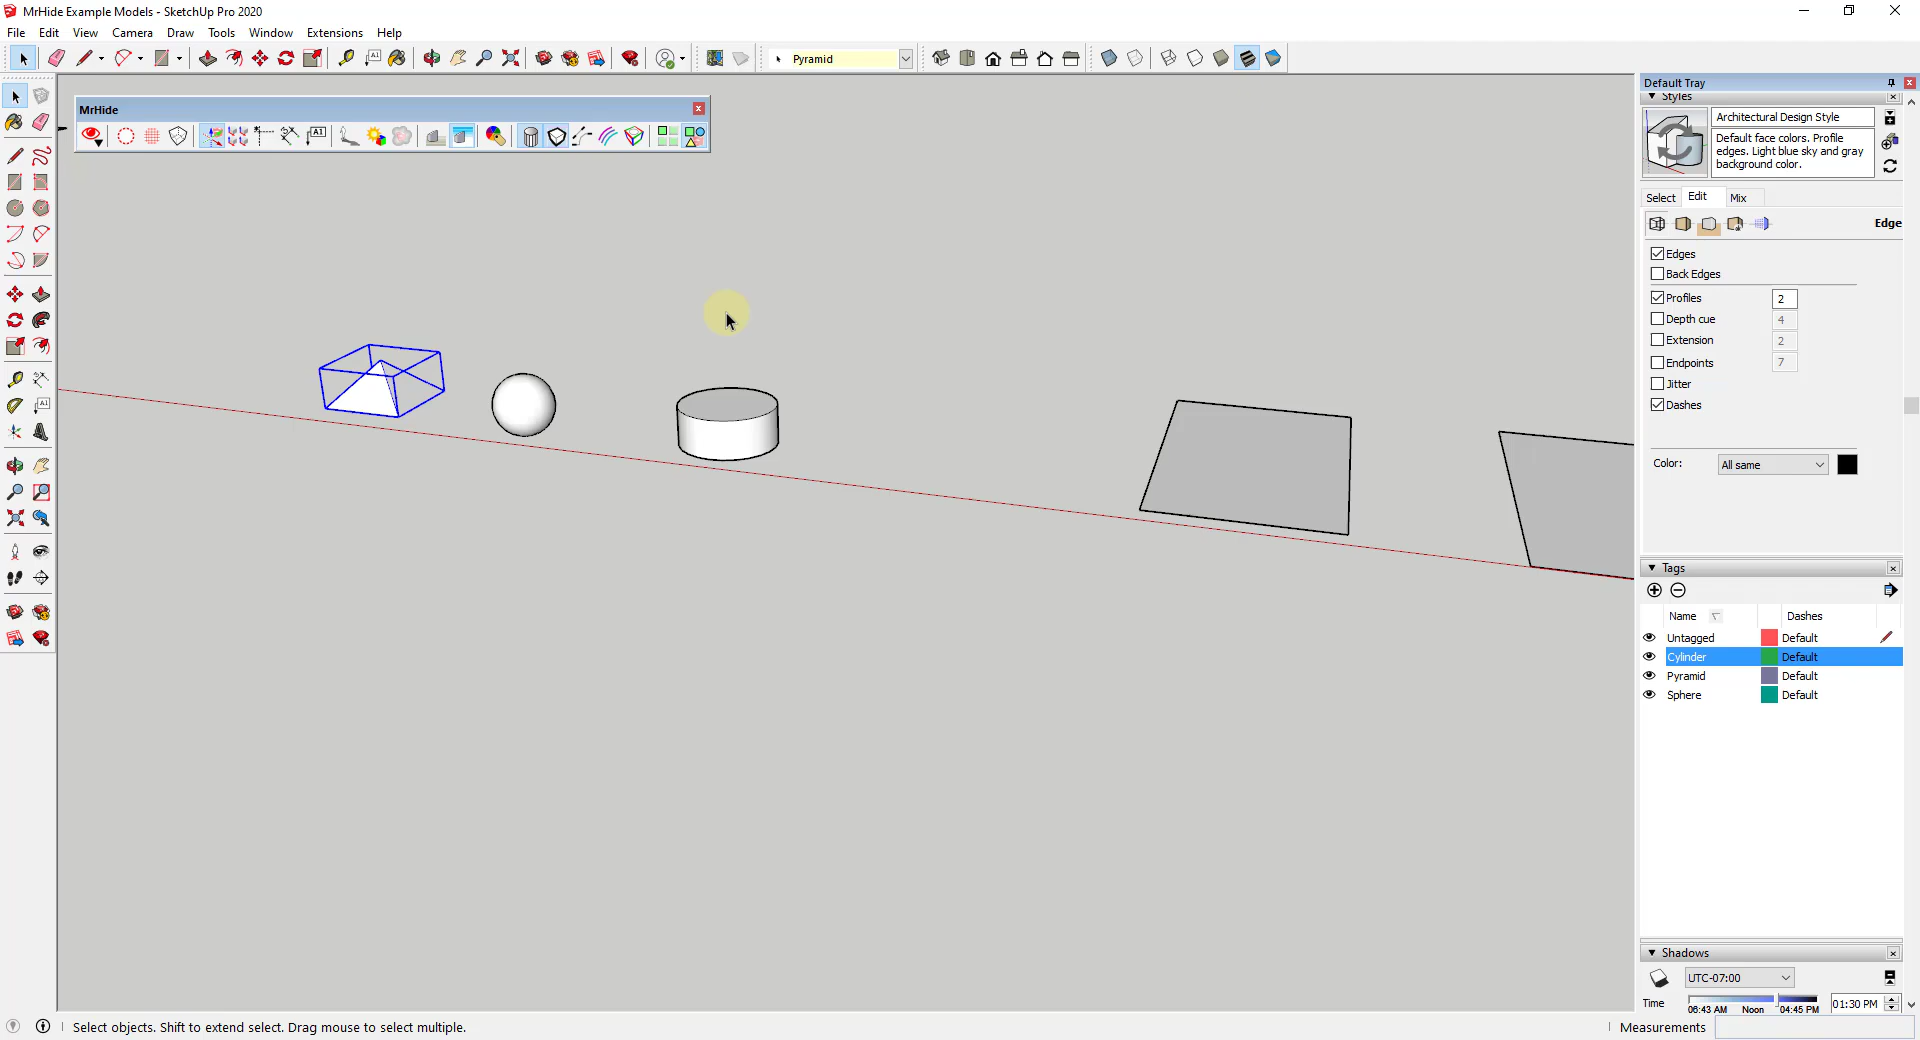 MrHide Example Models - SketchUp Pro 2020
File Edit View Camera Draw Tools Window Extensions Help
Pyramid
MrHide
A1
A1
A1
Default Tray
Styles
Architectural Design Style
Default face colors. Profile
edges. Light blue sky and gray
background color.
Select Edit Mix
Edge
Edges
Back Edges
Profiles 2
Depth cue 4
Extension 2
Endpoints 7
Jitter
Dashes
Color: All same
Tags
Name Dashes
Untagged Default
Cylinder Default
Pyramid Default
Sphere Default
Shadows
UTC-07:00
Time 06:43 AM Noon 04:45 PM 01:30 PM
Select objects. Shift to extend select. Drag mouse to select multiple.
Measurements